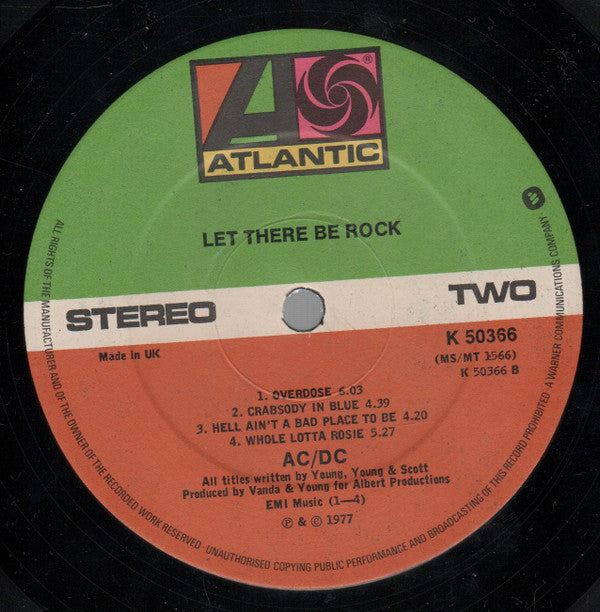 A ®
ATLANTIC
LET THERE BE ROCK
STEREO
TWO
Made in UK
K 50366
(MS/MT 1566)
K 50366 B
1. OVERDOSE 6.03
2. CRABSODY IN BLUE 4.39
3. HELL AIN'T A BAD PLACE TO BE 4.20
4. WHOLE LOTTA ROSIE 5.27
AC/DC
All titles written by Young, Young & Scott
Produced by Vanda & Young for Albert Productions
EMI Music (1—4)
℗ & © 1977
ALL RIGHTS OF THE MANUFACTURER AND OF THE OWNER OF THE RECORDED WORK RESERVED UNAUTHORISED COPYING PUBLIC PERFORMANCE AND BROADCASTING OF THIS RECORD PROHIBITED A WARNER COMMUNICATIONS COMPANY